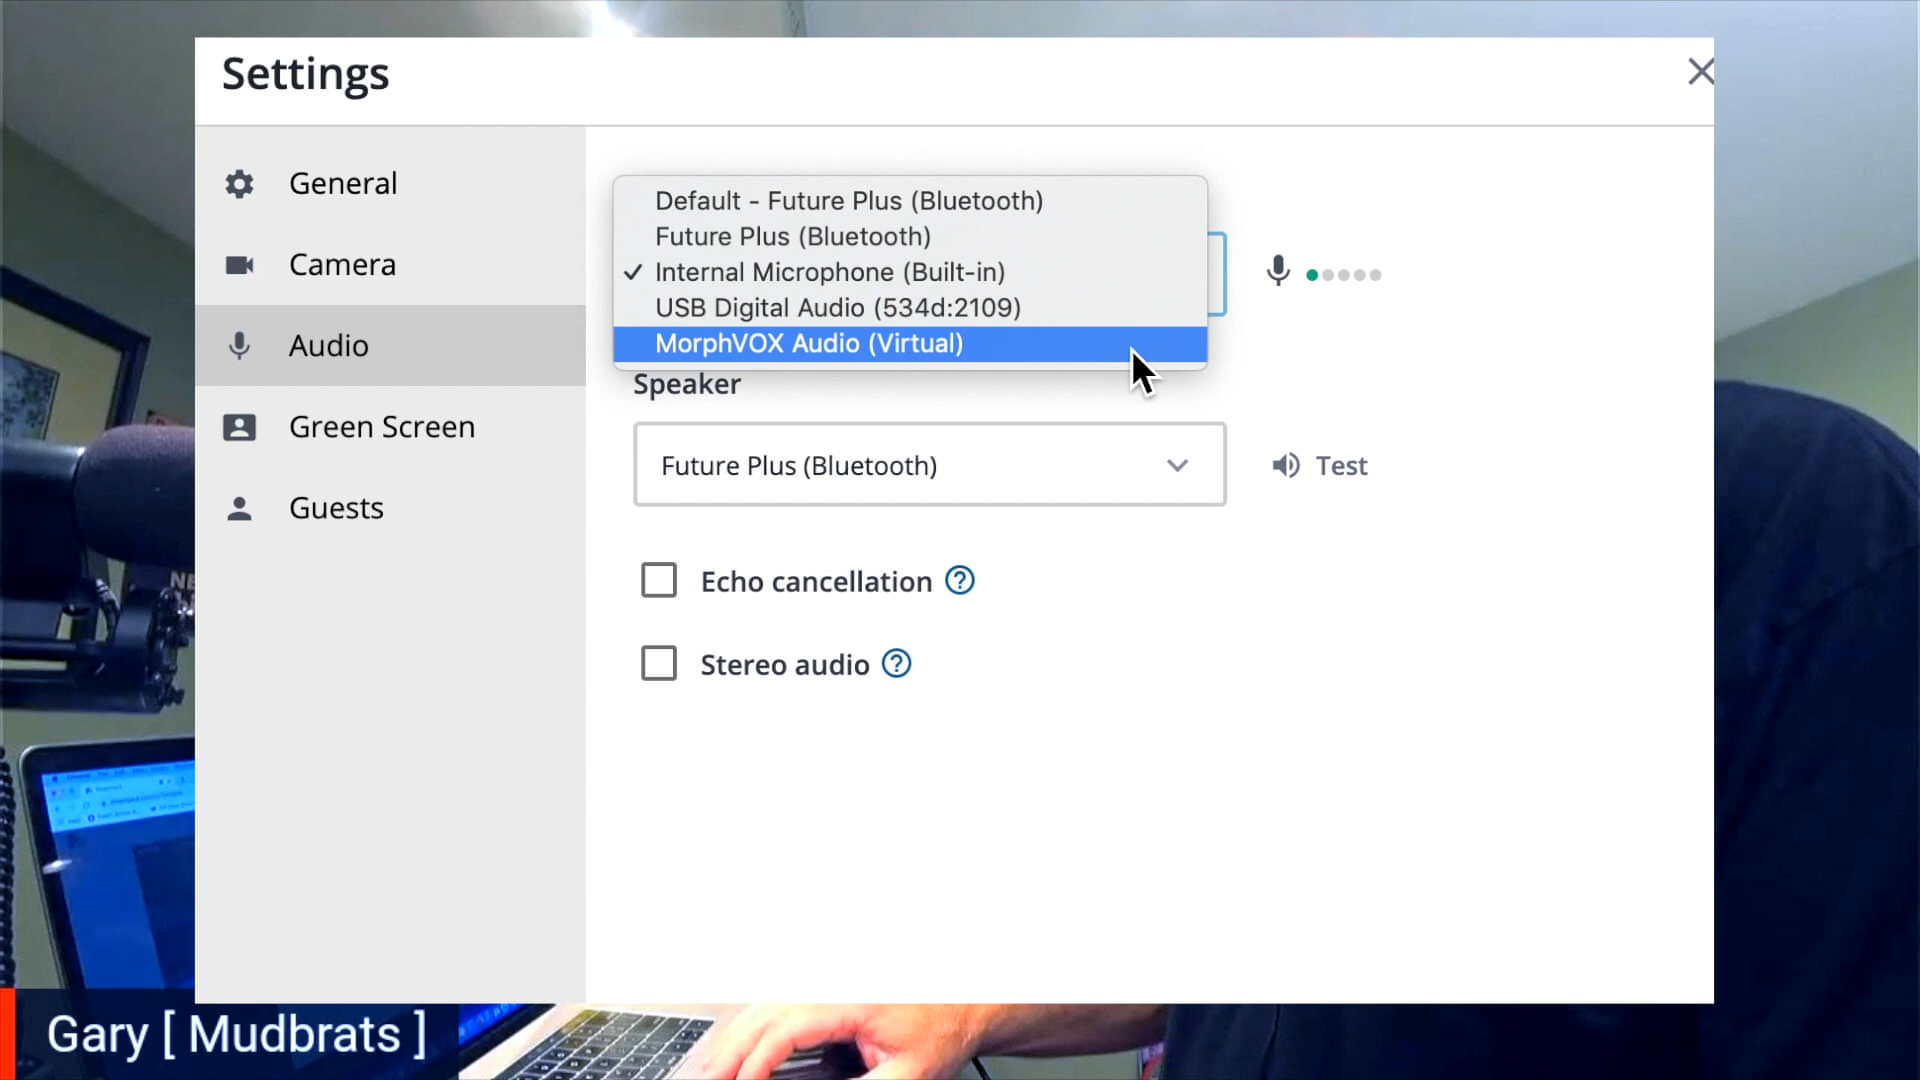 Settings
General
Camera
Audio
Green Screen
Guests
Default - Future Plus (Bluetooth)
Future Plus (Bluetooth)
✓ Internal Microphone (Built-in)
USB Digital Audio (534d:2109)
MorphVOX Audio (Virtual)
Speaker
Future Plus (Bluetooth)
Test
Echo cancellation ?
Stereo audio ?
Gary [ Mudbrats ]